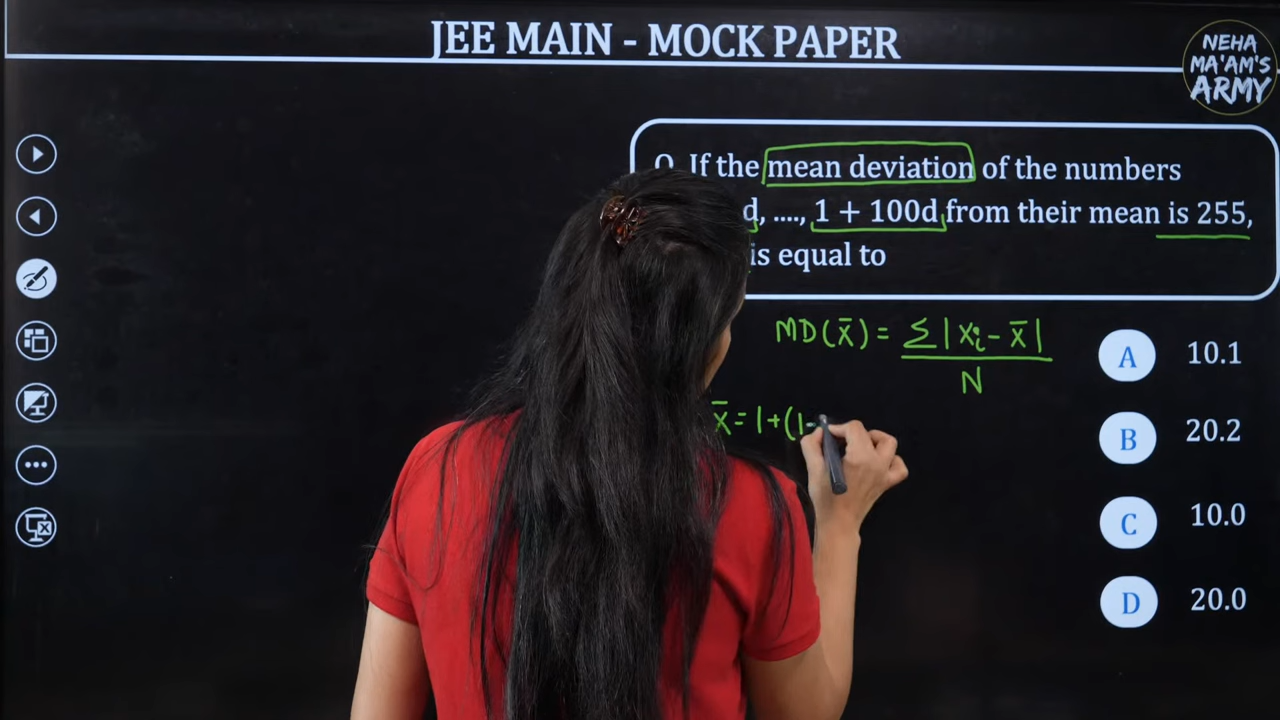 JEE MAIN - MOCK PAPER
NEHA
MA'AM'S
ARMY
Q. If the mean deviation of the numbers
d, ...., 1 + 100d from their mean is 255,
is equal to
MD(x̄) = Σ|xᵢ - x̄|
N
x̄ = 1+(1
A 10.1
B 20.2
C 10.0
D 20.0